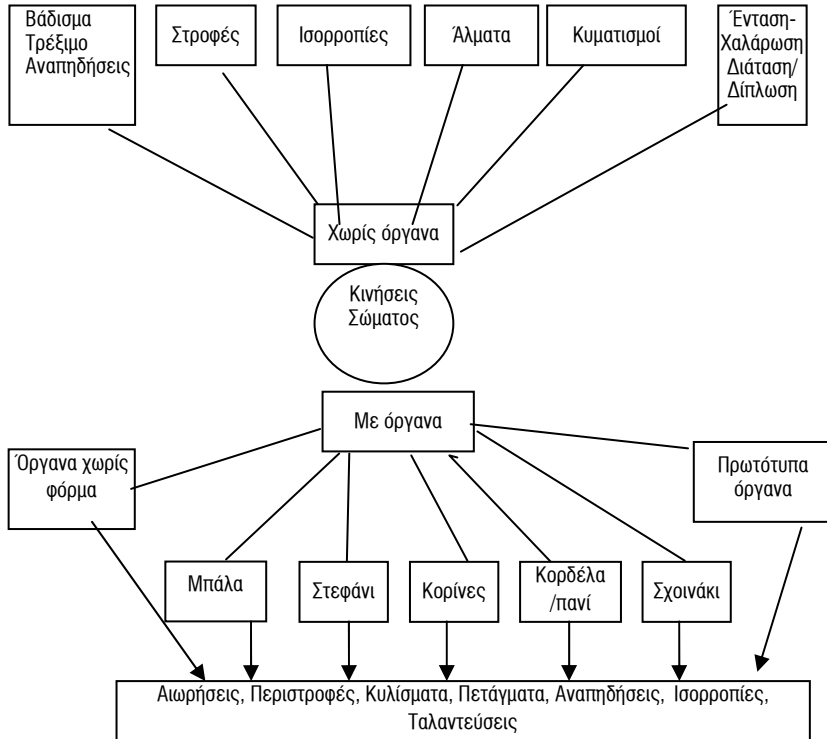 Βάδισμα
Τρέξιμο
Αναπηδήσεις
Στροφές
Ισορροπίες
Άλματα
Κυματισμοί
Ένταση-
Χαλάρωση
Διάταση/
Δίπλωση
Χωρίς όργανα
Κινήσεις
Σώματος
Με όργανα
Όργανα χωρίς
φόρμα
Πρωτότυπα
όργανα
Μπάλα
Στεφάνι
Κορίνες
Κορδέλα
/πανί
Σχοινάκι
Αιωρήσεις, Περιστροφές, Κυλίσματα, Πετάγματα, Αναπηδήσεις, Ισορροπίες,
Ταλαντεύσεις